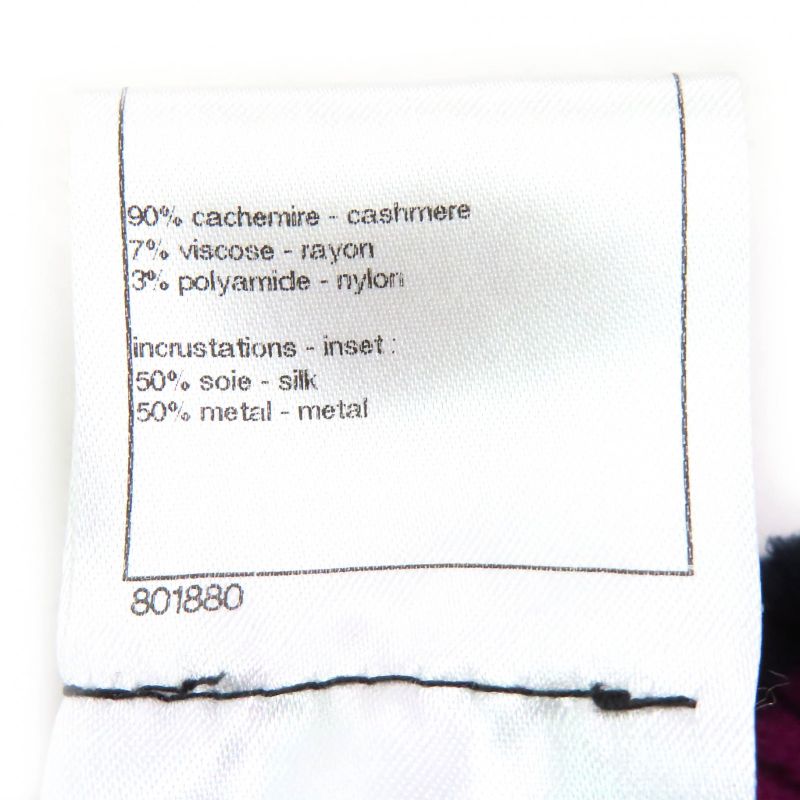 90% cachemire - cashmere
7% viscose - rayon
3% polyamide - nylon
incrustations - inset :
50% soie - silk
50% metal - metal
801880